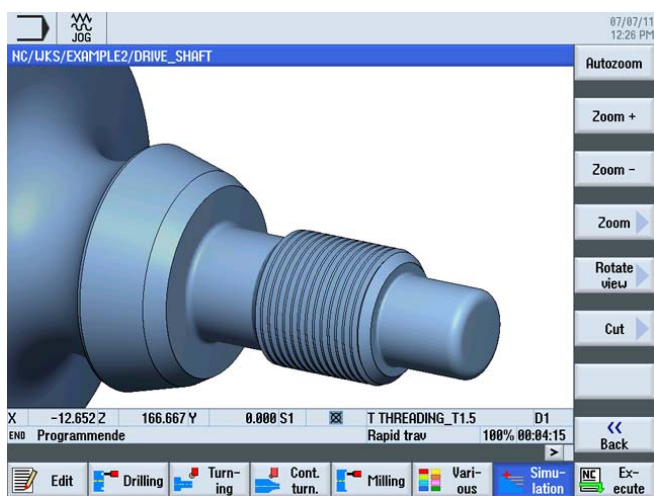 JOG
07/07/11
12:26 PM
NC/WKS/EXAMPLE2/DRIVE_SHAFT
Autozoom
Zoom +
Zoom -
Zoom
Rotate
view
Cut
X -12.652 Z 166.667 Y 0.000 S1 T THREADING_T1.5 D1
END Programmende Rapid trav 100% 00:04:15
<<
Back
>
Edit
Drilling
Turn-
ing
Cont.
turn.
Milling
Vari-
ous
Simu-
lation
NC
Ex-
ecute